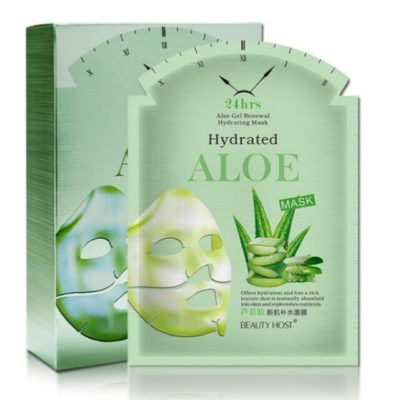 24hrs
Aloe Gel Renewal
Hydrating Mask
Hydrated
ALOE
MASK
Offers hydration and has a rich
texture that is instantly absorbed
into skin and replenishes nutrients.
芦荟胶 新肌补水面膜
BEAUTY HOST®